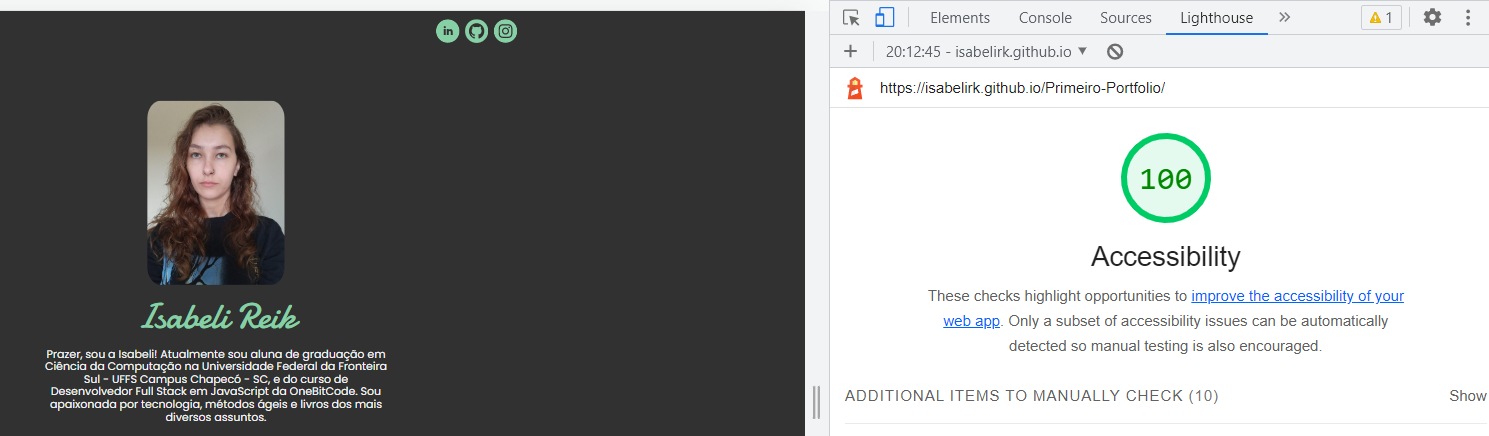 in
Isabeli Reik
Prazer, sou a Isabeli! Atualmente sou aluna de graduação em
Ciência da Computação na Universidade Federal da Fronteira
Sul - UFFS Campus Chapecó - SC, e do curso de
Desenvolvedor Full Stack em JavaScript da OneBitCode. Sou
apaixonada por tecnologia, métodos ágeis e livros dos mais
diversos assuntos.
Elements Console Sources Lighthouse 1
20:12:45 - isabelirk.github.io
https://isabelirk.github.io/Primeiro-Portfolio/
100
Accessibility
These checks highlight opportunities to improve the accessibility of your
web app. Only a subset of accessibility issues can be automatically
detected so manual testing is also encouraged.
ADDITIONAL ITEMS TO MANUALLY CHECK (10) Show